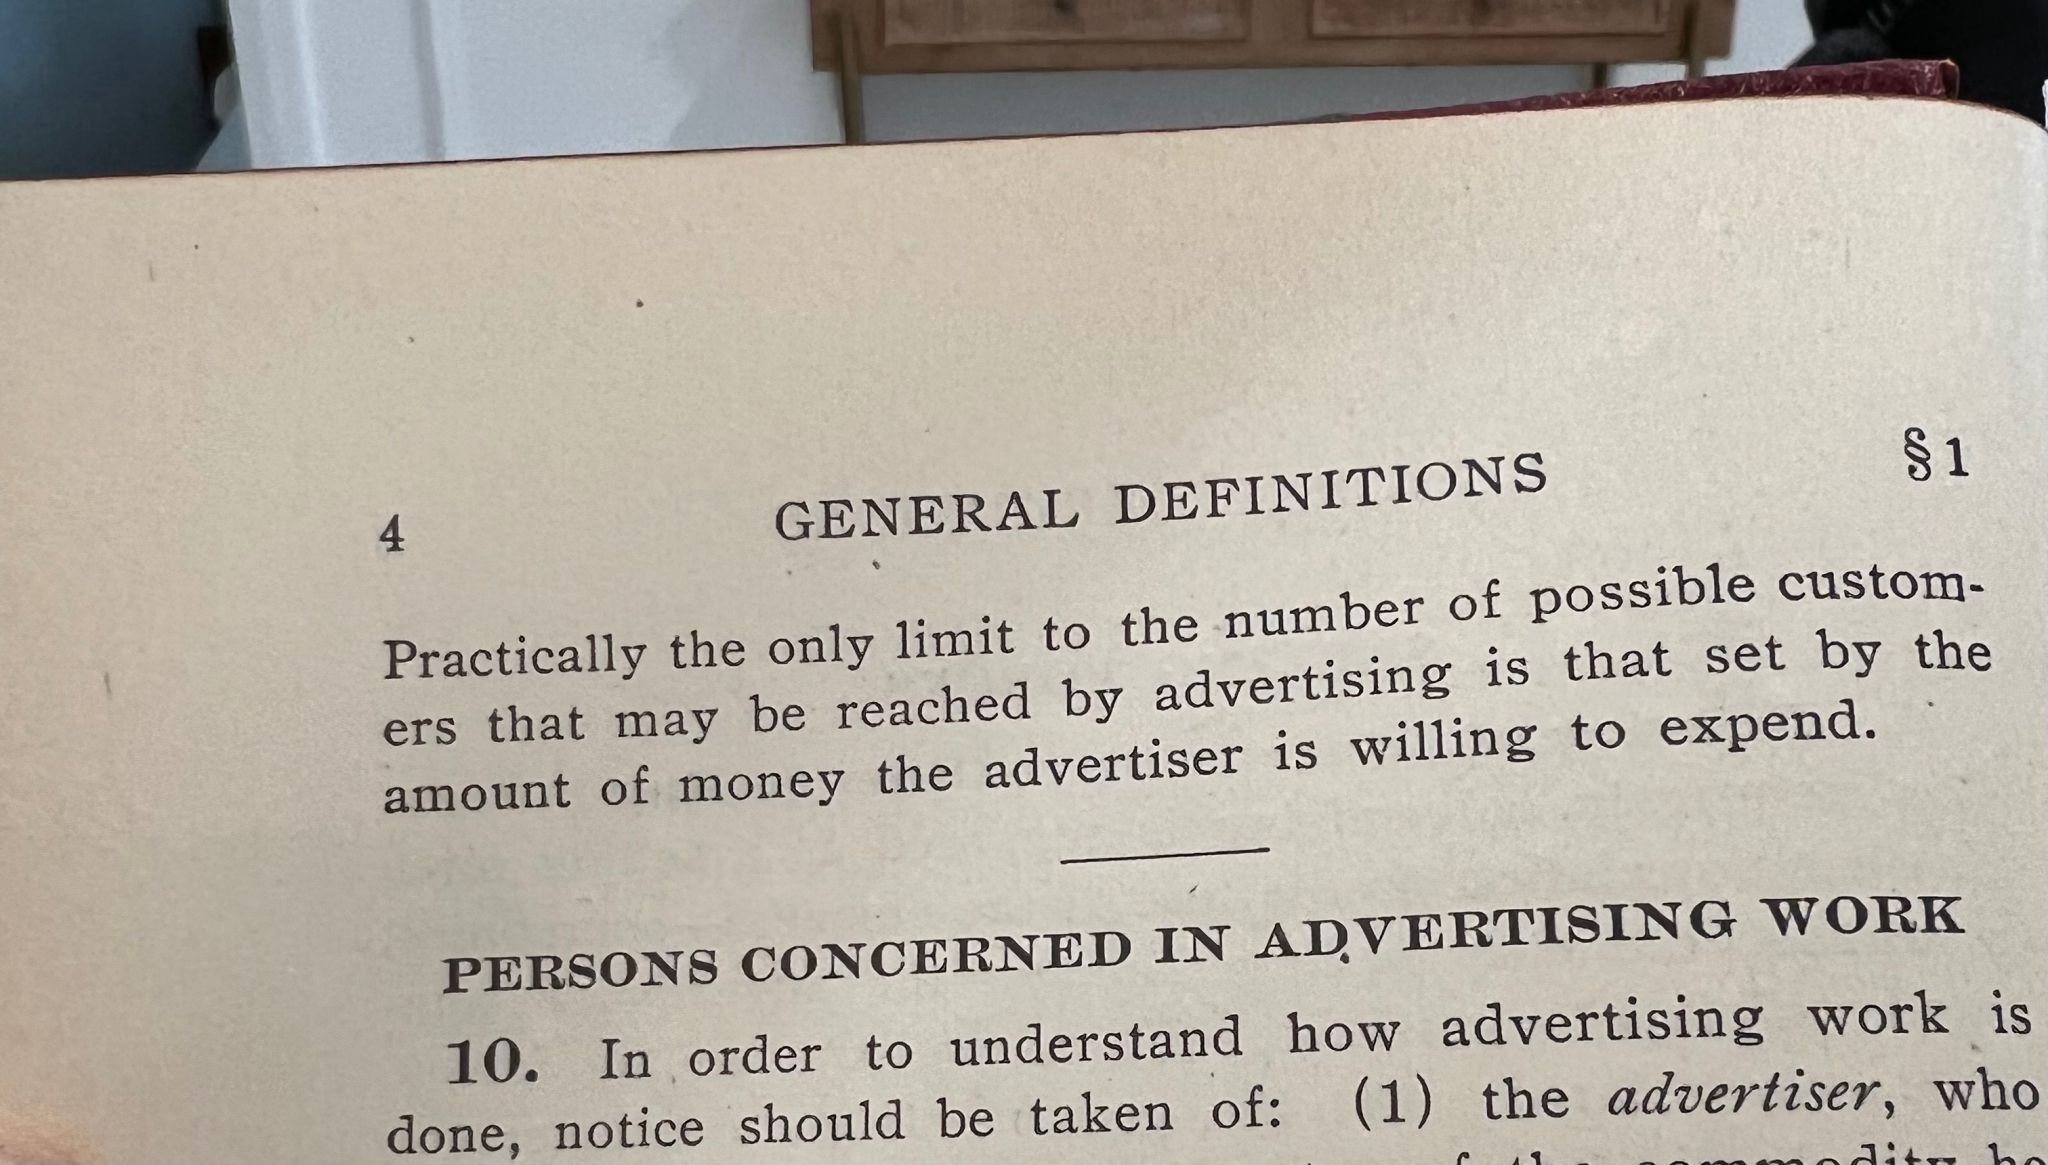 4 GENERAL DEFINITIONS § 1
Practically the only limit to the number of possible custom-
ers that may be reached by advertising is that set by the
amount of money the advertiser is willing to expend.
PERSONS CONCERNED IN ADVERTISING WORK
10. In order to understand how advertising work is
done, notice should be taken of: (1) the advertiser, who
the commodity he